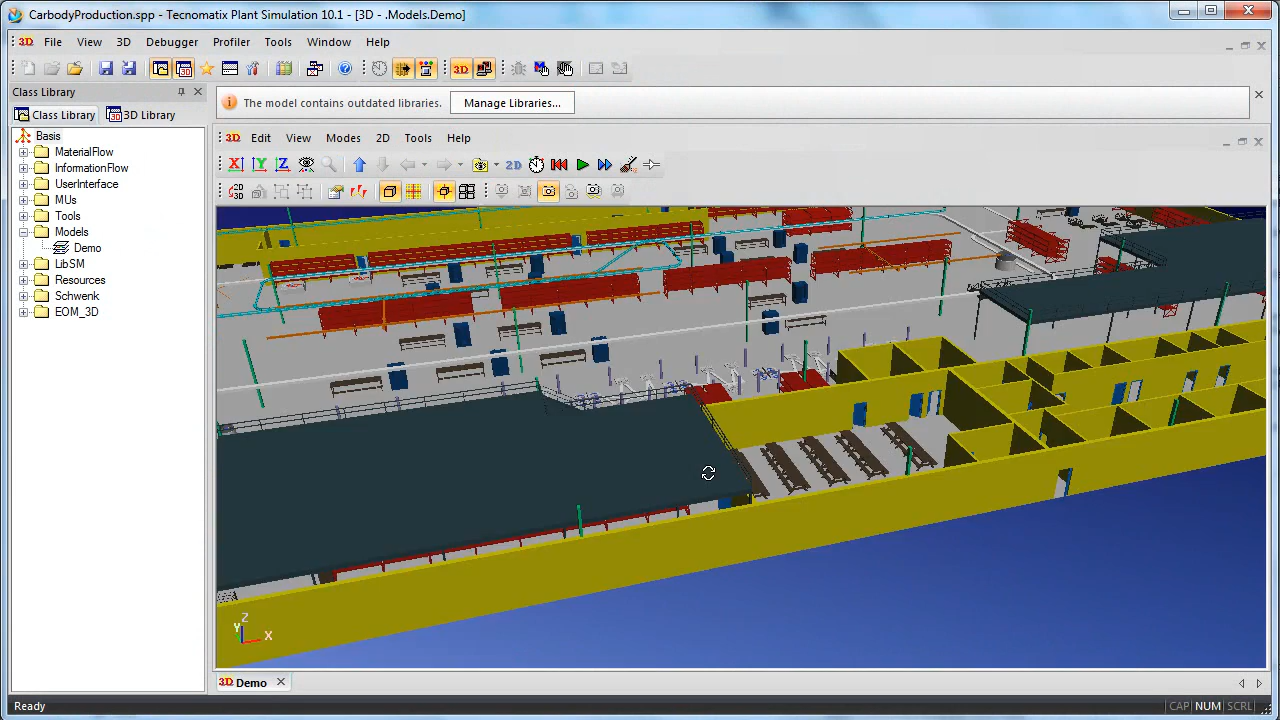 CarbodyProduction.spp - Tecnomatix Plant Simulation 10.1 - [3D - .Models.Demo]
3D File View 3D Debugger Profiler Tools Window Help
3D
Class Library
The model contains outdated libraries. Manage Libraries...
Class Library 3D Library
Basis
MaterialFlow
InformationFlow
UserInterface
MUs
Tools
Models
Demo
LibSM
Resources
Schwenk
EOM_3D
3D Edit View Modes 2D Tools Help
X Y Z 2D
Z
Y X
3D Demo
Ready CAP NUM SCRL